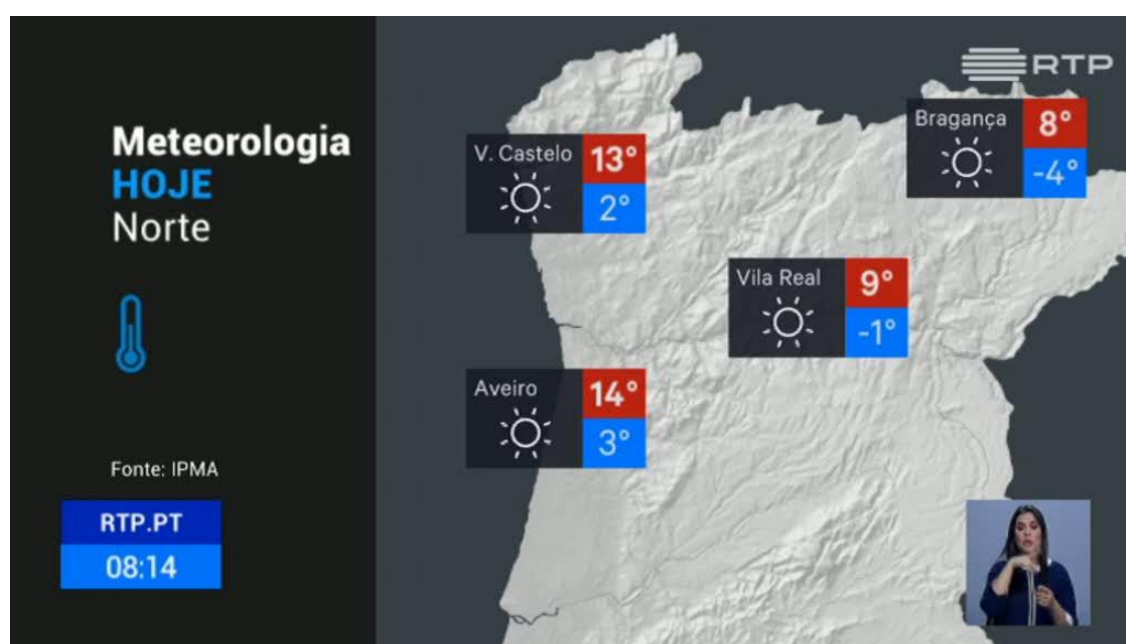 Meteorologia
HOJE
Norte
Fonte: IPMA
RTP.PT
08:14
RTP
V. Castelo 13°
2°
Bragança 8°
-4°
Vila Real 9°
-1°
Aveiro 14°
3°